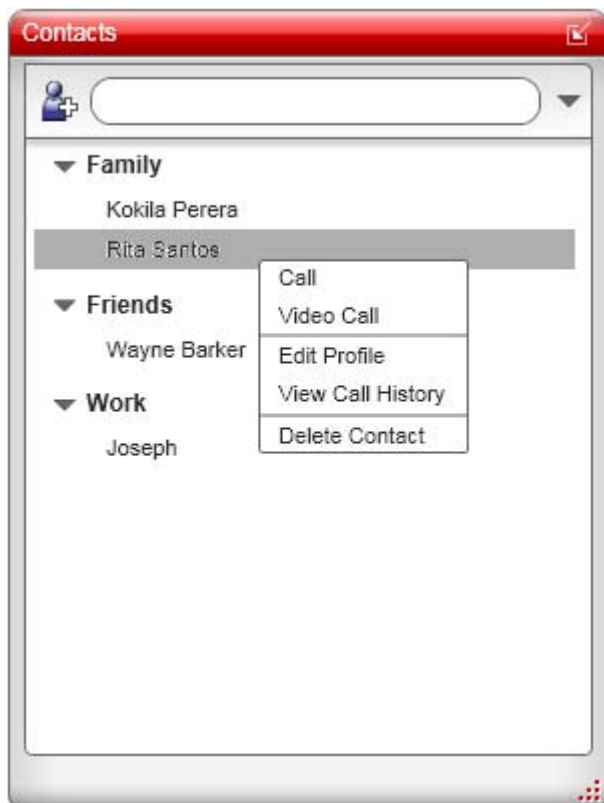 Contacts
Family
Kokila Perera
Rita Santos
Call
Video Call
Edit Profile
View Call History
Delete Contact
Friends
Wayne Barker
Work
Joseph